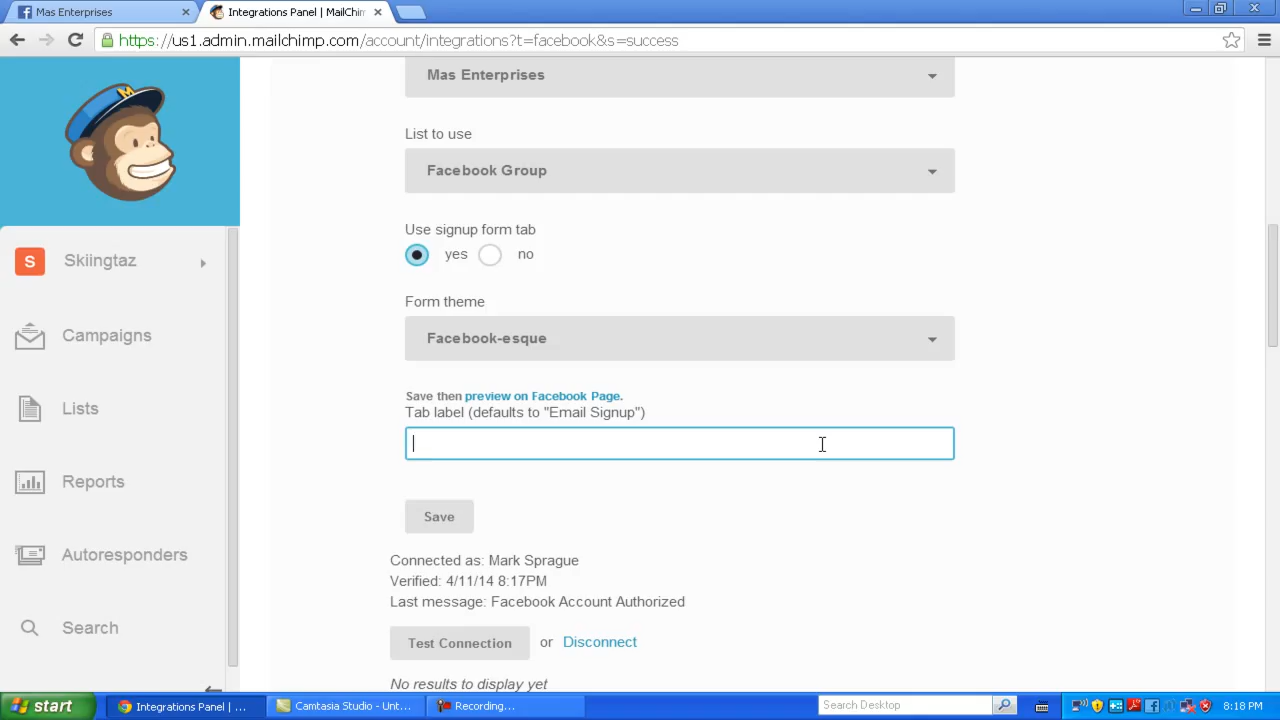 Mas Enterprises
Integrations Panel | MailChim
https://us1.admin.mailchimp.com/account/integrations?t=facebook&s=success
M
S
Skiingtaz
Campaigns
Lists
Reports
Autoresponders
Search
Mas Enterprises
List to use
Facebook Group
Use signup form tab
yes
no
Form theme
Facebook-esque
Save then preview on Facebook Page.
Tab label (defaults to "Email Signup")
Save
Connected as: Mark Sprague
Verified: 4/11/14 8:17PM
Last message: Facebook Account Authorized
Test Connection or Disconnect
No results to display yet
start
Integrations Panel | ...
Camtasia Studio - Unt...
Recording...
Search Desktop
8:18 PM